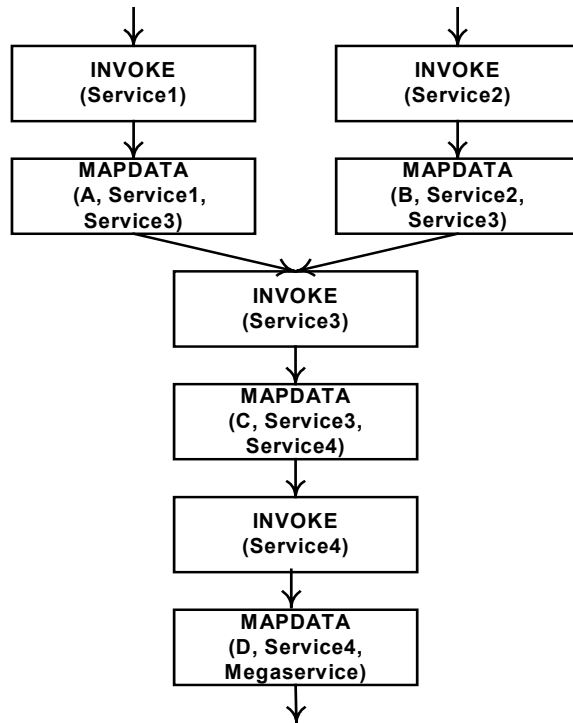 INVOKE
(Service1)
INVOKE
(Service2)
MAPDATA
(A, Service1,
Service3)
MAPDATA
(B, Service2,
Service3)
INVOKE
(Service3)
MAPDATA
(C, Service3,
Service4)
INVOKE
(Service4)
MAPDATA
(D, Service4,
Megaservice)